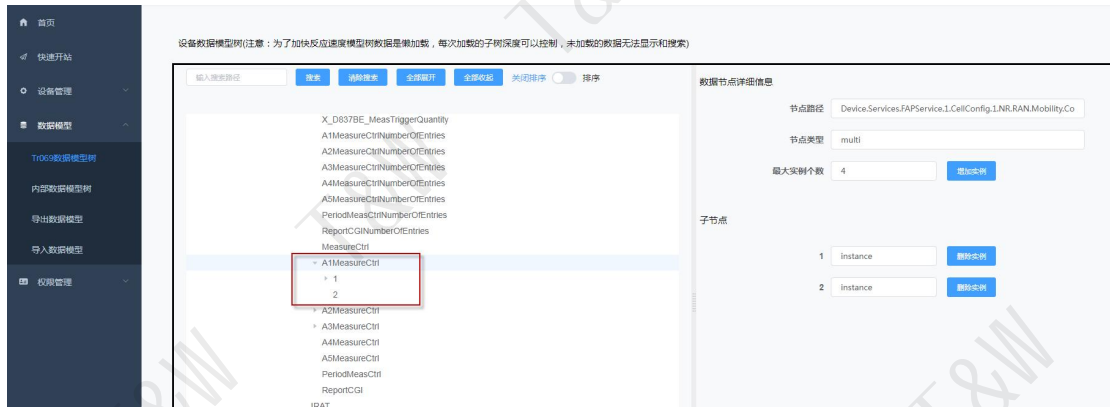 首页
快速开站
设备管理
数据模型
Tr069数据模型树
内部数据模型树
导出数据模型
导入数据模型
权限管理
设备数据模型树(注意：为了加快反应速度模型树数据是懒加载，每次加载的子树深度可以控制，未加载的数据无法显示和搜索)
输入搜索路径 搜索 清除搜索 全部展开 全部收起 关闭排序 排序
X_D837BE_MeasTriggerQuantity
A1MeasureCtrlNumberOfEntries
A2MeasureCtrlNumberOfEntries
A3MeasureCtrlNumberOfEntries
A4MeasureCtrlNumberOfEntries
A5MeasureCtrlNumberOfEntries
PeriodMeasCtrlNumberOfEntries
ReportCGINumberOfEntries
MeasureCtrl
A1MeasureCtrl
1
2
A2MeasureCtrl
A3MeasureCtrl
A4MeasureCtrl
A5MeasureCtrl
PeriodMeasCtrl
ReportCGI
IRAT
数据节点详细信息
节点路径 Device.Services.FAPService.1.CellConfig.1.NR.RAN.Mobility.Co
节点类型 multi
最大实例个数 4 增加实例
子节点
1 instance 删除实例
2 instance 删除实例
T&W
T&W
T&W